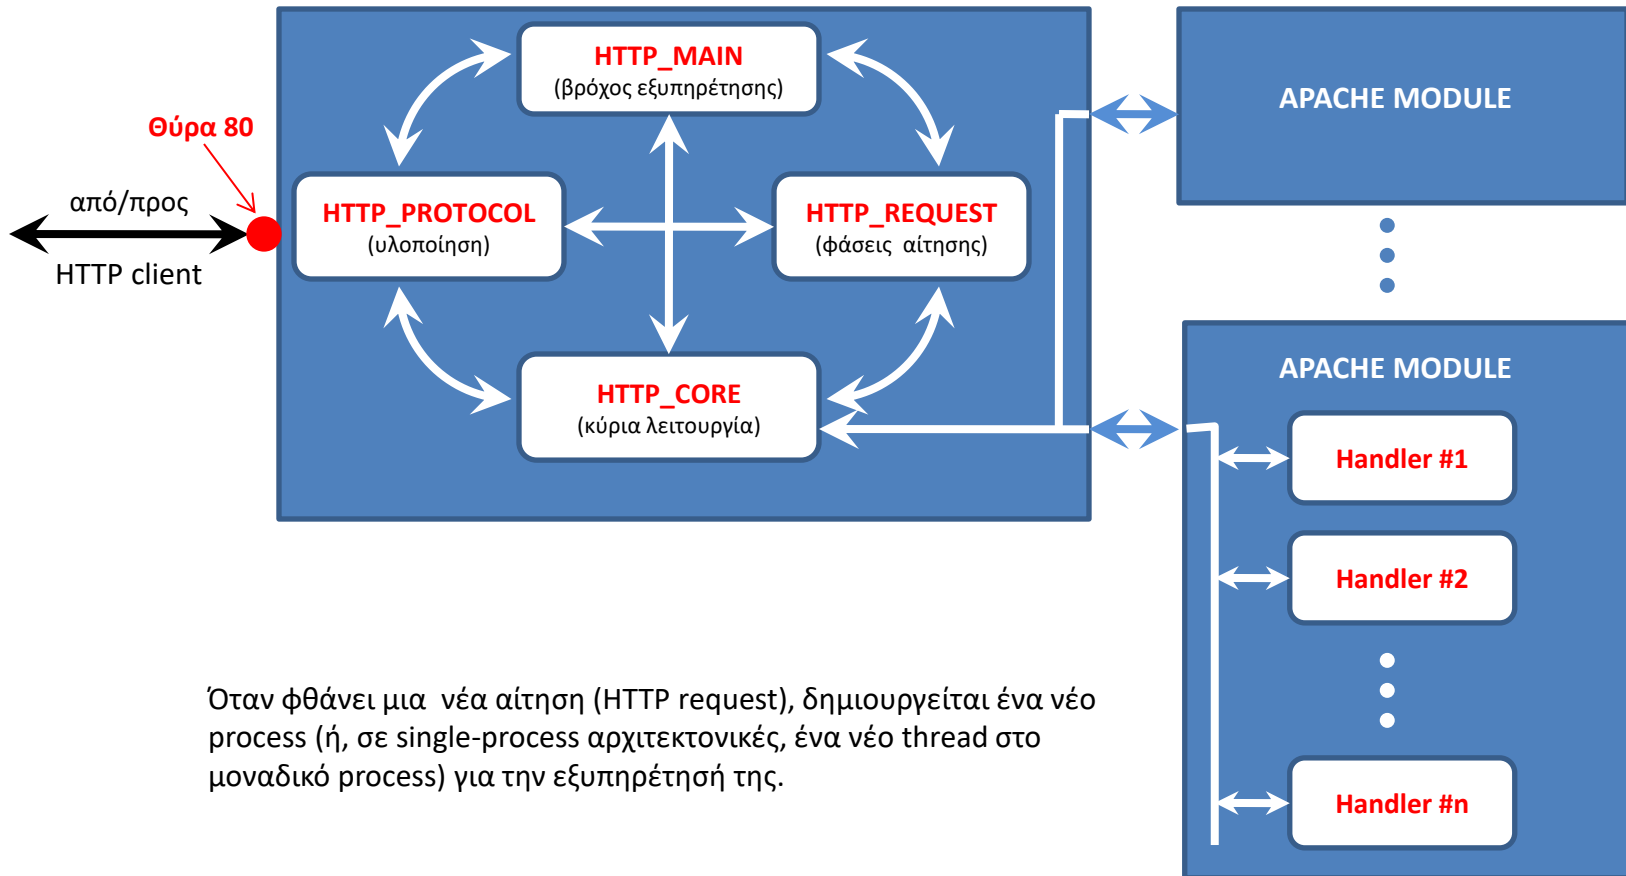 HTTP_MAIN
(βρόχος εξυπηρέτησης)
APACHE MODULE
Θύρα 80
από/προς
HTTP client
HTTP_PROTOCOL
(υλοποίηση)
HTTP_REQUEST
(φάσεις αίτησης)
HTTP_CORE
(κύρια λειτουργία)
APACHE MODULE
Handler #1
Handler #2
Handler #n
Όταν φθάνει μια νέα αίτηση (HTTP request), δημιουργείται ένα νέο
process (ή, σε single-process αρχιτεκτονικές, ένα νέο thread στο
μοναδικό process) για την εξυπηρέτησή της.